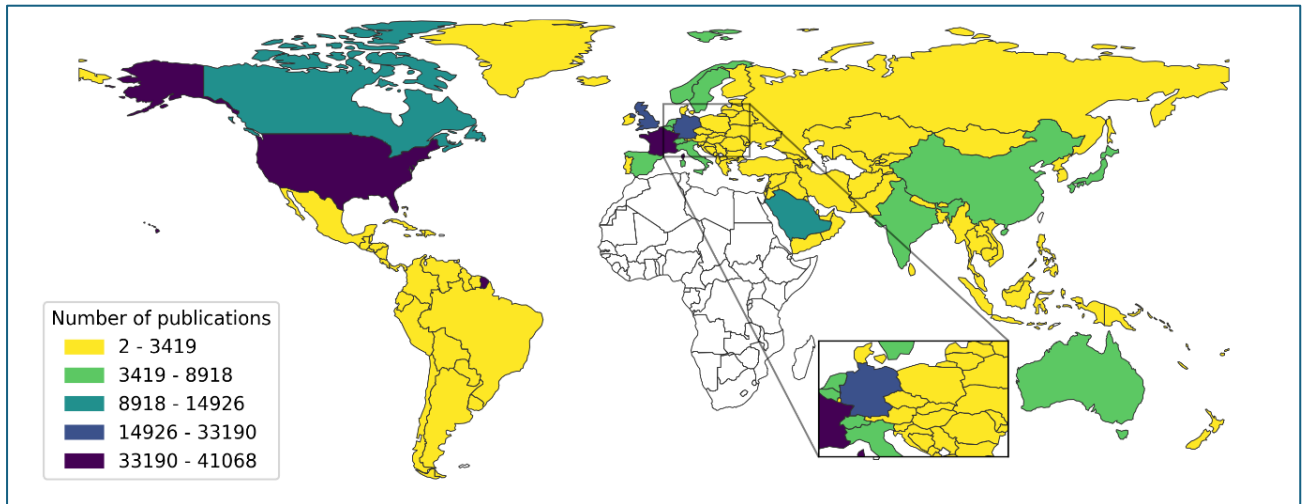 Number of publications
2 - 3419
3419 - 8918
8918 - 14926
14926 - 33190
33190 - 41068